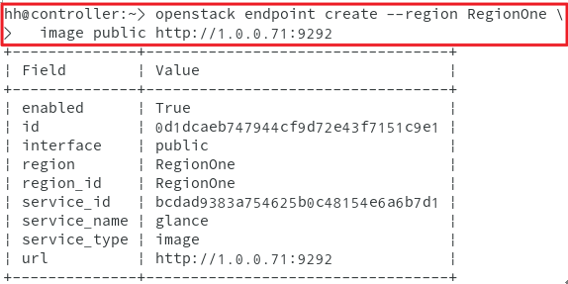 hh@controller:~> openstack endpoint create --region RegionOne \
>   image public http://1.0.0.71:9292
+--------------+----------------------------------+
| Field        | Value                            |
+--------------+----------------------------------+
| enabled      | True                             |
| id           | 0d1dcaeb747944cf9d72e43f7151c9e1 |
| interface    | public                           |
| region       | RegionOne                        |
| region_id    | RegionOne                        |
| service_id   | bcdad9383a754625b0c48154e6a6b7d1 |
| service_name | glance                           |
| service_type | image                            |
| url          | http://1.0.0.71:9292             |
+--------------+----------------------------------+